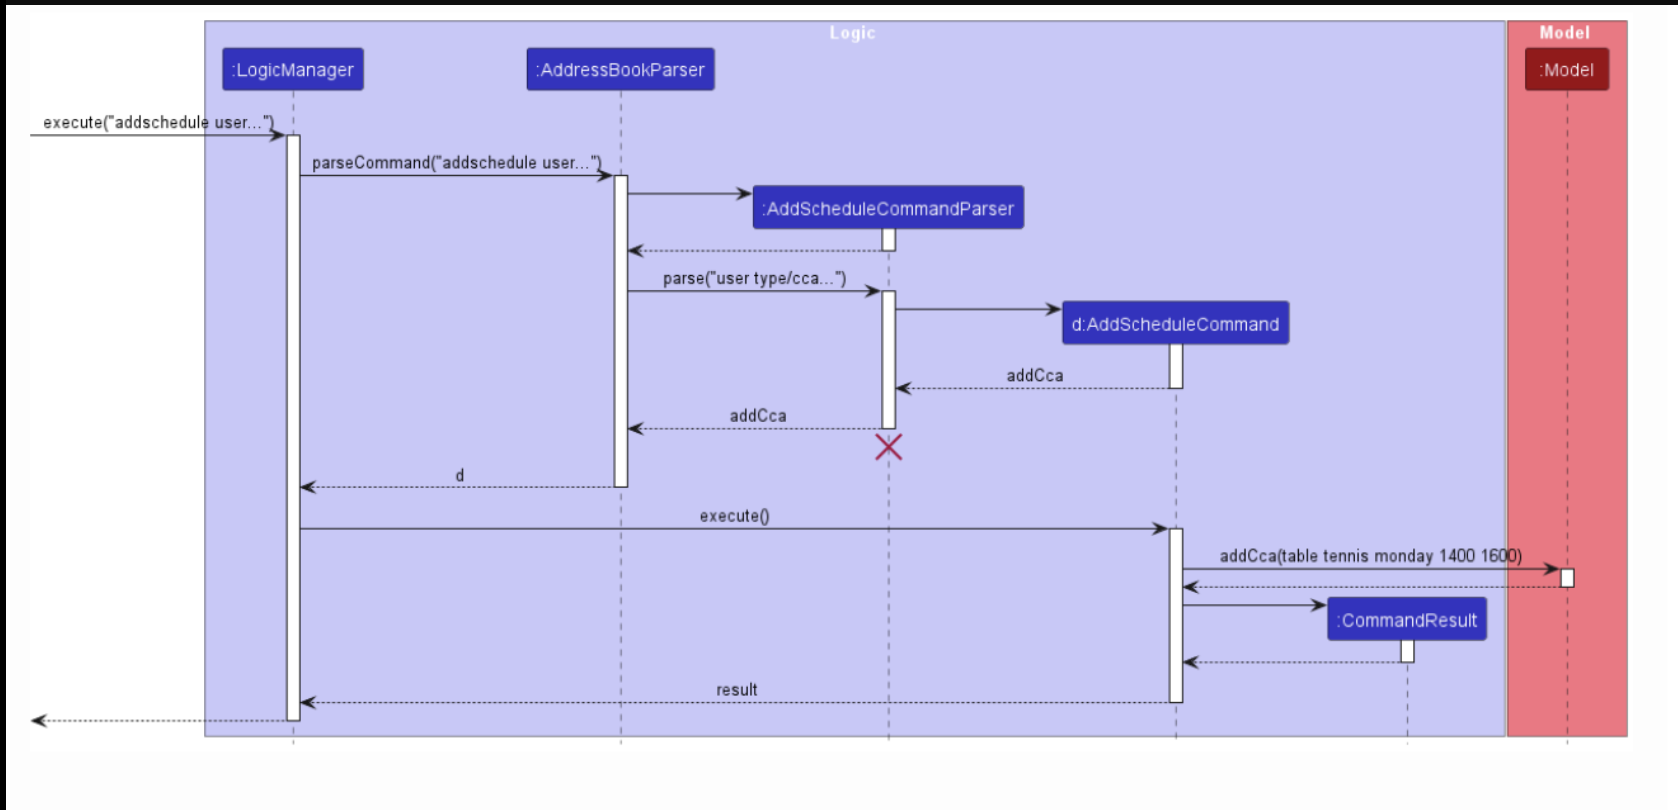 Logic
Model
:LogicManager
:AddressBookParser
:Model
execute("addschedule user...")
parseCommand("addschedule user...")
:AddScheduleCommandParser
parse("user type/cca...")
d:AddScheduleCommand
addCca
addCca
d
execute()
addCca(table tennis monday 1400 1600)
:CommandResult
result